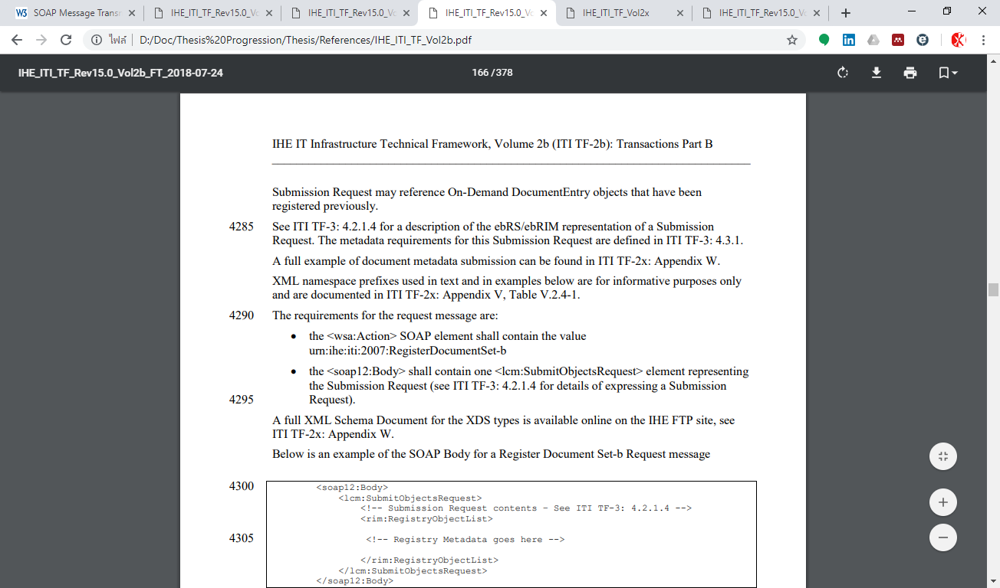 SOAP Message Transr
IHE_ITI_TF_Rev15.0_Vc
IHE_ITI_TF_Rev15.0_Vc
IHE_ITI_TF_Rev15.0_Vc
IHE_ITI_TF_Vol2x
IHE_ITI_TF_Rev15.0_Vc
ไฟล์ D:/Doc/Thesis%20Progression/Thesis/References/IHE_ITI_TF_Vol2b.pdf
IHE_ITI_TF_Rev15.0_Vol2b_FT_2018-07-24
166 / 378
IHE IT Infrastructure Technical Framework, Volume 2b (ITI TF-2b): Transactions Part B
Submission Request may reference On-Demand DocumentEntry objects that have been
registered previously.
4285 See ITI TF-3: 4.2.1.4 for a description of the ebRS/ebRIM representation of a Submission
Request. The metadata requirements for this Submission Request are defined in ITI TF-3: 4.3.1.
A full example of document metadata submission can be found in ITI TF-2x: Appendix W.
XML namespace prefixes used in text and in examples below are for informative purposes only
and are documented in ITI TF-2x: Appendix V, Table V.2.4-1.
4290 The requirements for the request message are:
• the <wsa:Action> SOAP element shall contain the value
urn:ihe:iti:2007:RegisterDocumentSet-b
• the <soap12:Body> shall contain one <lcm:SubmitObjectsRequest> element representing
the Submission Request (see ITI TF-3: 4.2.1.4 for details of expressing a Submission
4295 Request).
A full XML Schema Document for the XDS types is available online on the IHE FTP site, see
ITI TF-2x: Appendix W.
Below is an example of the SOAP Body for a Register Document Set-b Request message
4300 <soap12:Body>
<lcm:SubmitObjectsRequest>
<!-- Submission Request contents – See ITI TF-3: 4.2.1.4 -->
<rim:RegistryObjectList>
4305 <!-- Registry Metadata goes here -->
</rim:RegistryObjectList>
</lcm:SubmitObjectsRequest>
</soap12:Body>